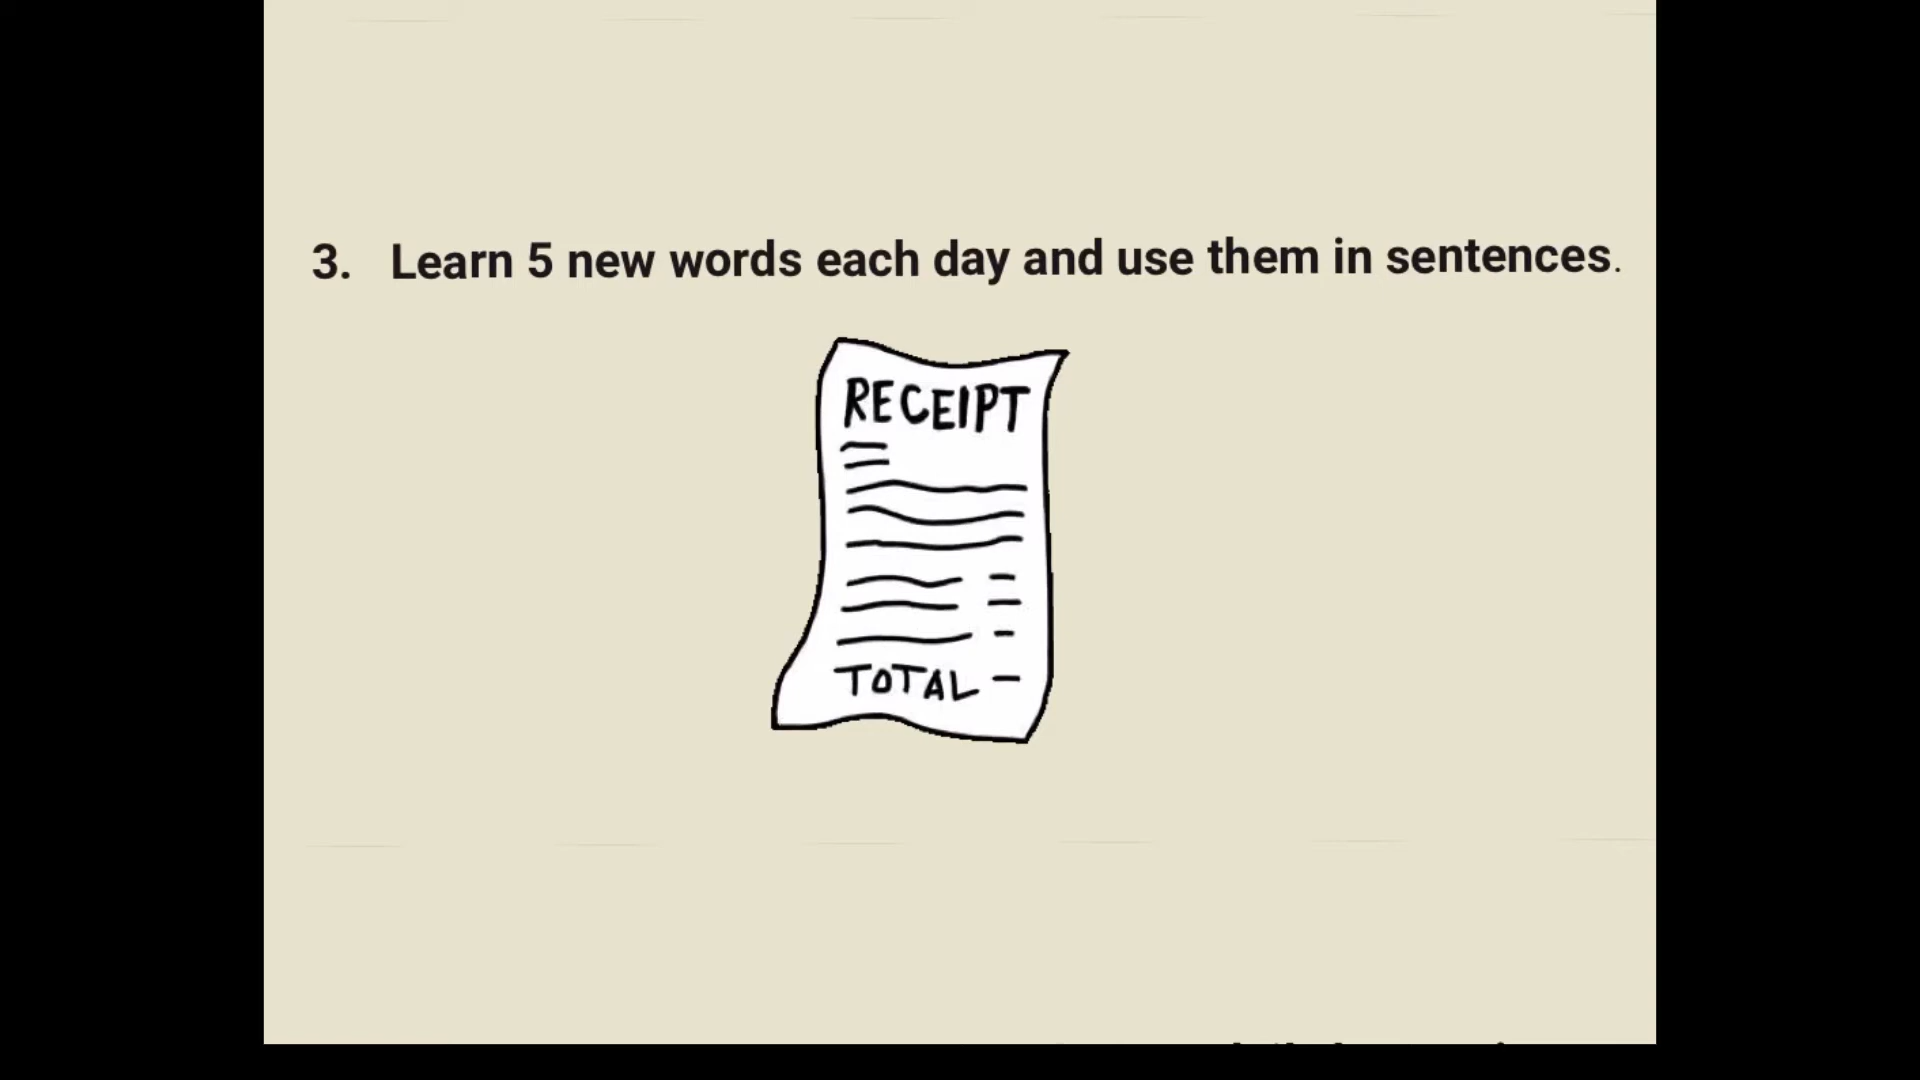 3. Learn 5 new words each day and use them in sentences.
RECEIPT
TOTAL -